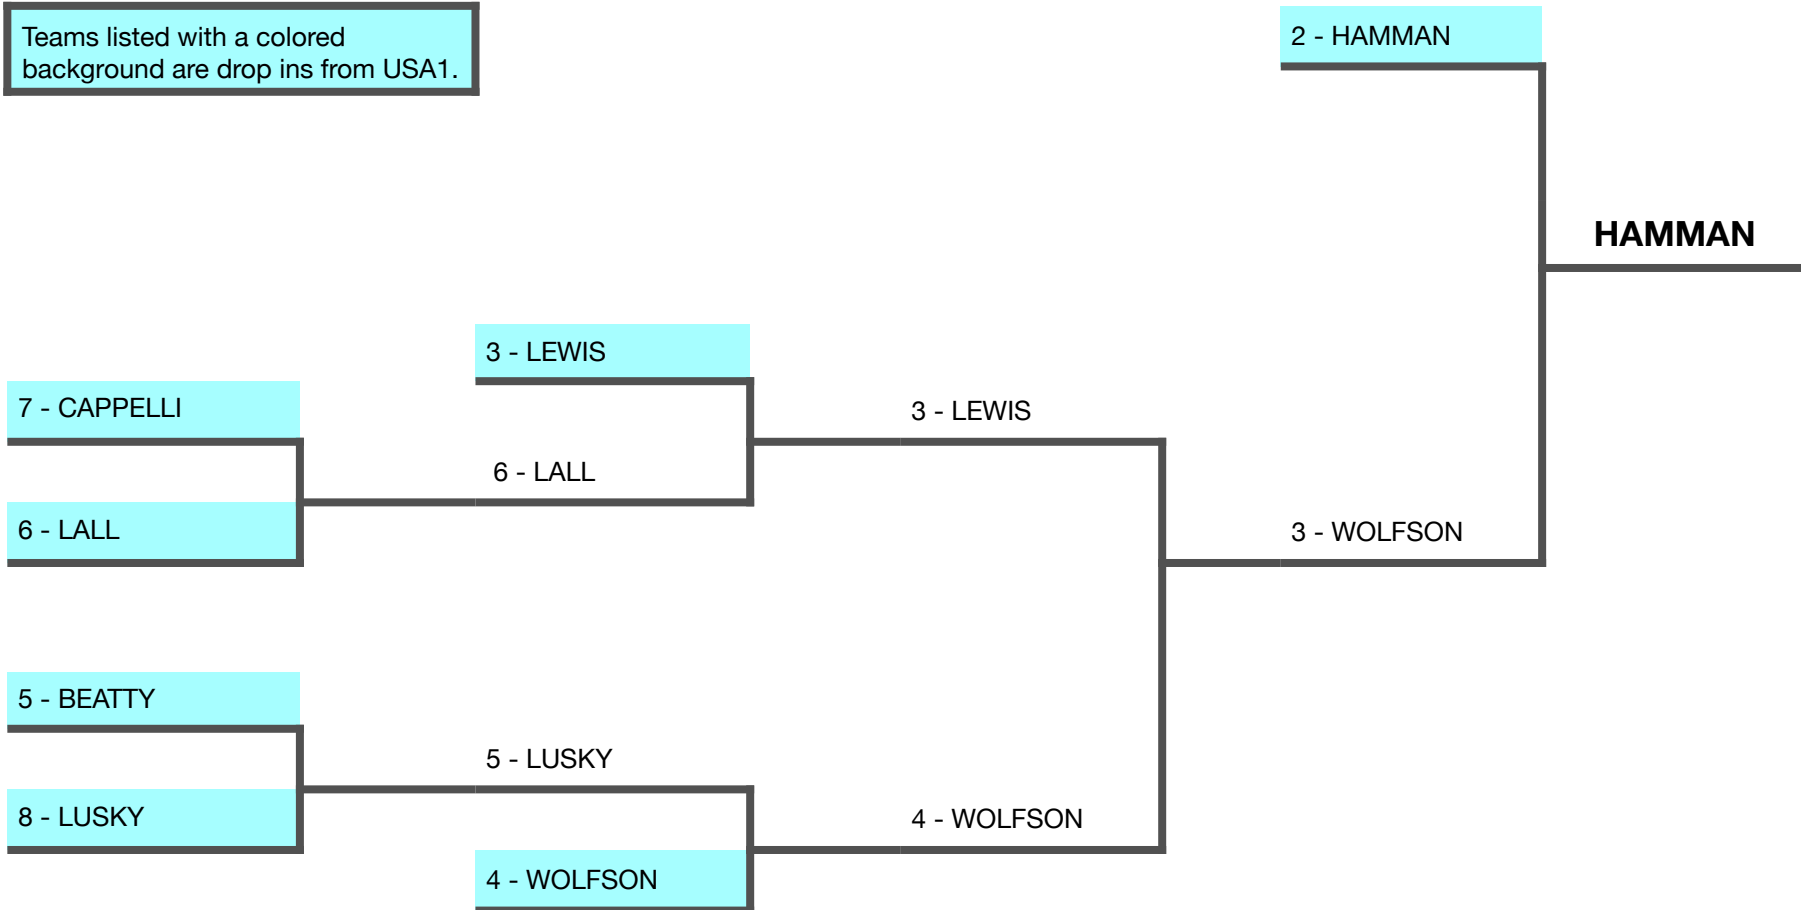 Teams listed with a colored
background are drop ins from USA1.
2 - HAMMAN
HAMMAN
3 - LEWIS
7 - CAPPELLI
3 - LEWIS
6 - LALL
6 - LALL
3 - WOLFSON
5 - BEATTY
5 - LUSKY
8 - LUSKY
4 - WOLFSON
4 - WOLFSON